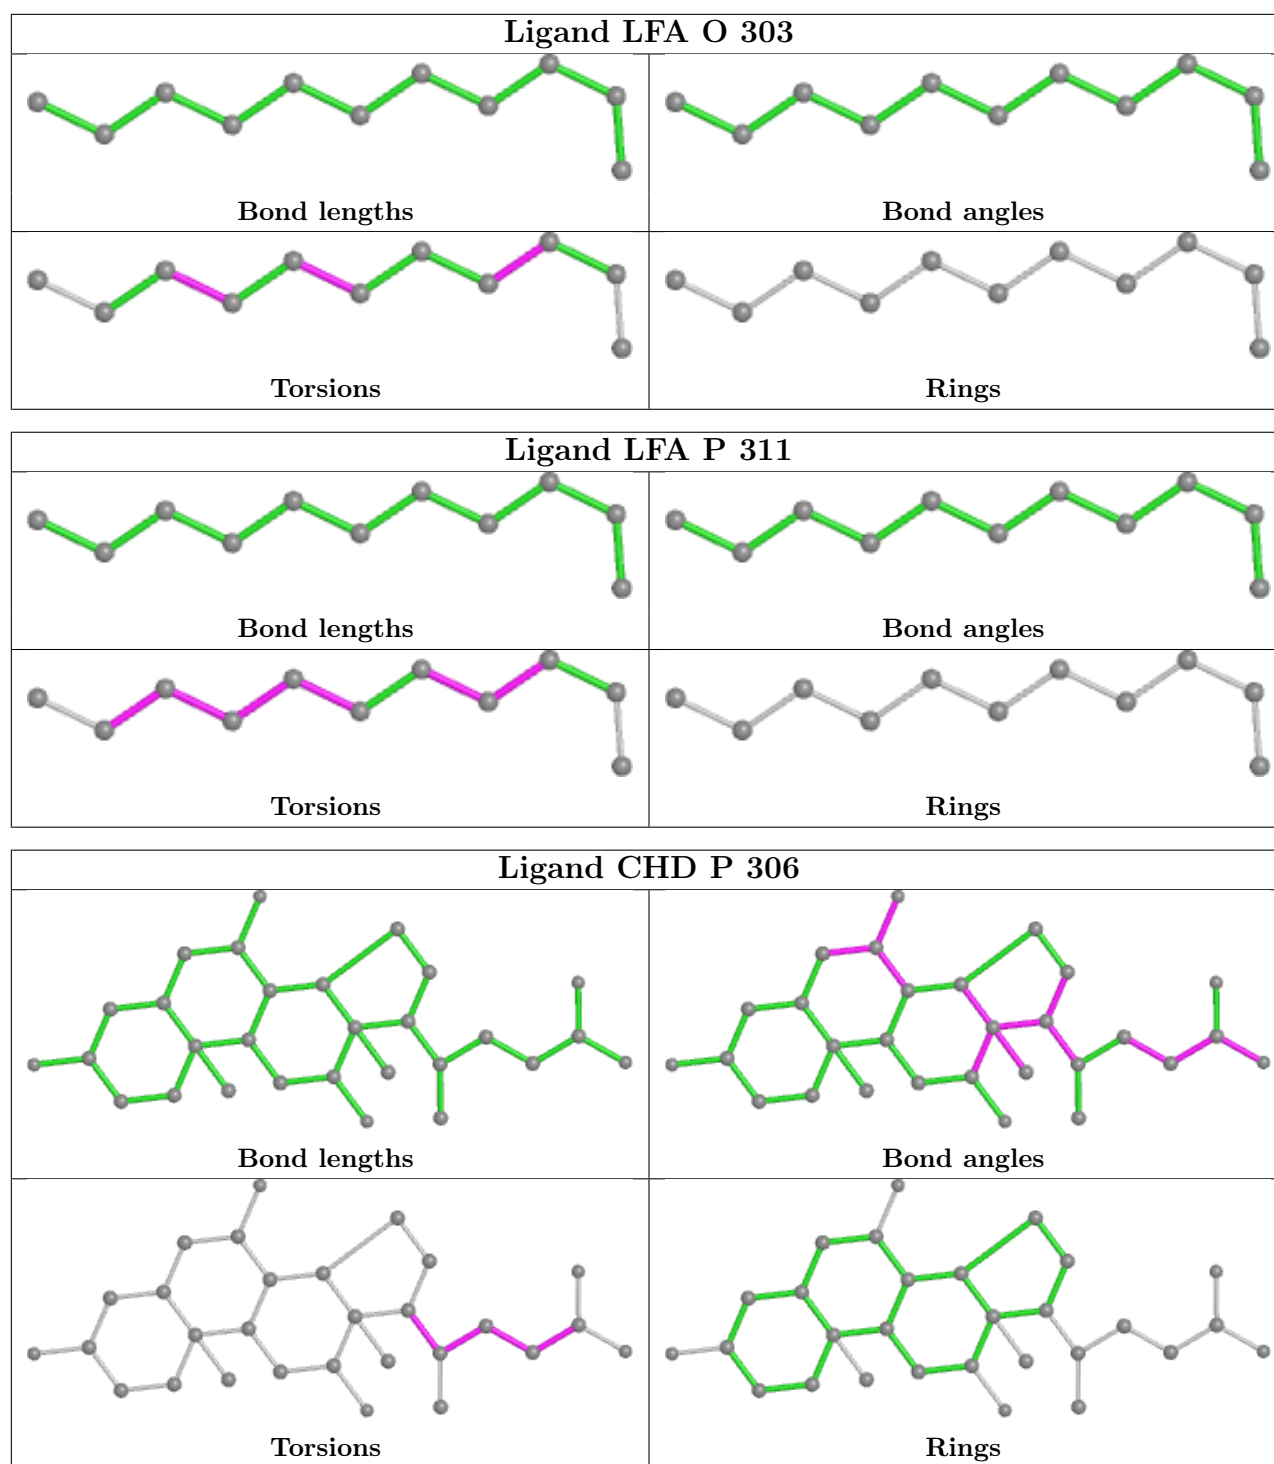 Ligand LFA O 303
Bond lengths
Bond angles
Torsions
Rings
Ligand LFA P 311
Bond lengths
Bond angles
Torsions
Rings
Ligand CHD P 306
Bond lengths
Bond angles
Torsions
Rings